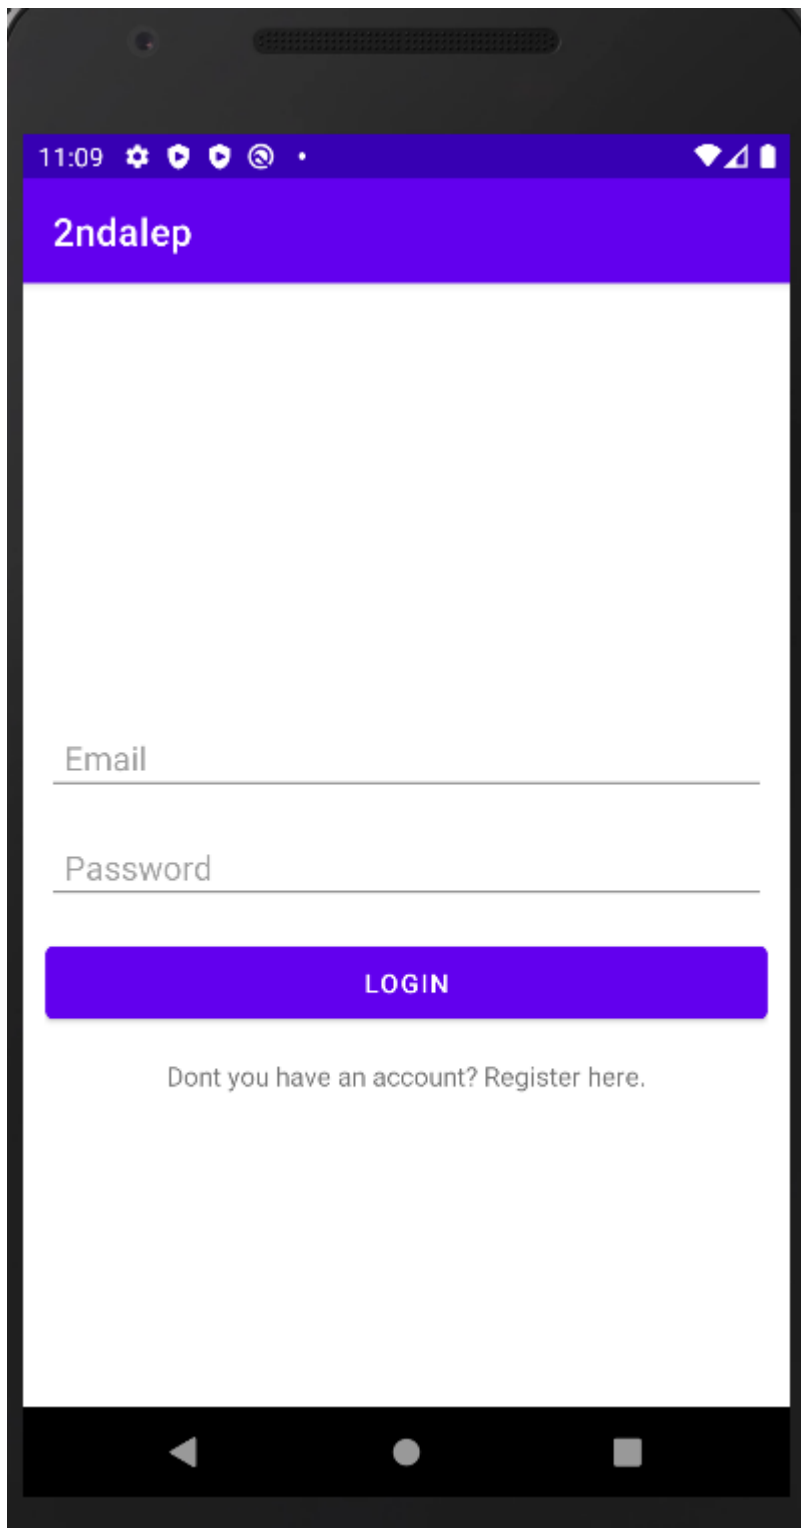 11:09
2ndalep
Email
Password
LOGIN
Dont you have an account? Register here.